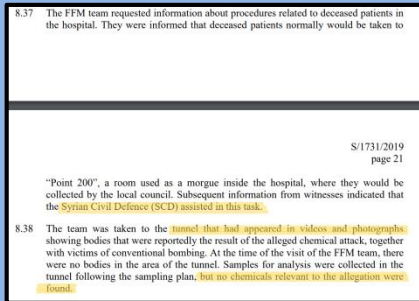 8.37 The FFM team requested information about procedures related to deceased patients in
the hospital. They were informed that deceased patients normally would be taken to
S/1731/2019
page 21
“Point 200”, a room used as a morgue inside the hospital, where they would be
collected by the local council. Subsequent information from witnesses indicated that
the Syrian Civil Defence (SCD) assisted in this task.
8.38 The team was taken to the tunnel that had appeared in videos and photographs
showing bodies that were reportedly the result of the alleged chemical attack, together
with victims of conventional bombing. At the time of the visit of the FFM team, there
were no bodies in the area of the tunnel. Samples for analysis were collected in the
tunnel following the sampling plan, but no chemicals relevant to the allegation were
found.